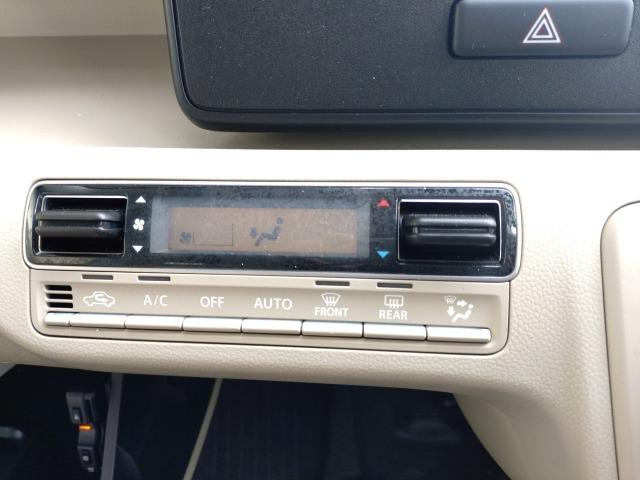 A/C OFF AUTO FRONT REAR